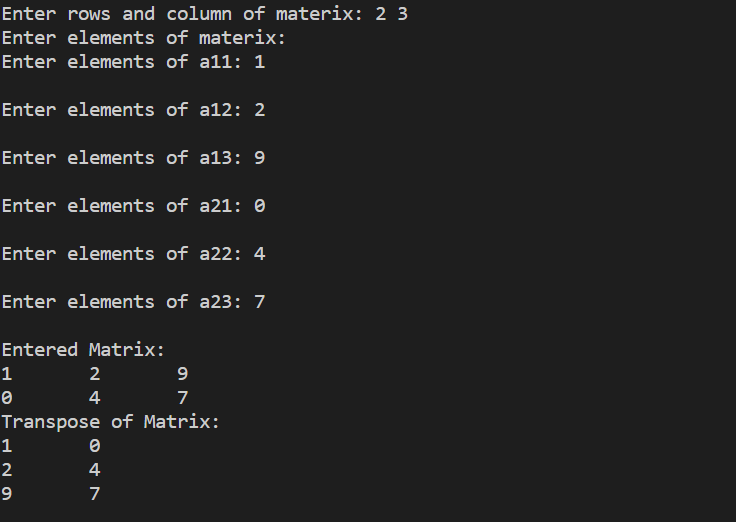 Enter rows and column of materix: 2 3
Enter elements of materix:
Enter elements of a11: 1
Enter elements of a12: 2
Enter elements of a13: 9
Enter elements of a21: 0
Enter elements of a22: 4
Enter elements of a23: 7
Entered Matrix:
1 2 9
0 4 7
Transpose of Matrix:
1 0
2 4
9 7